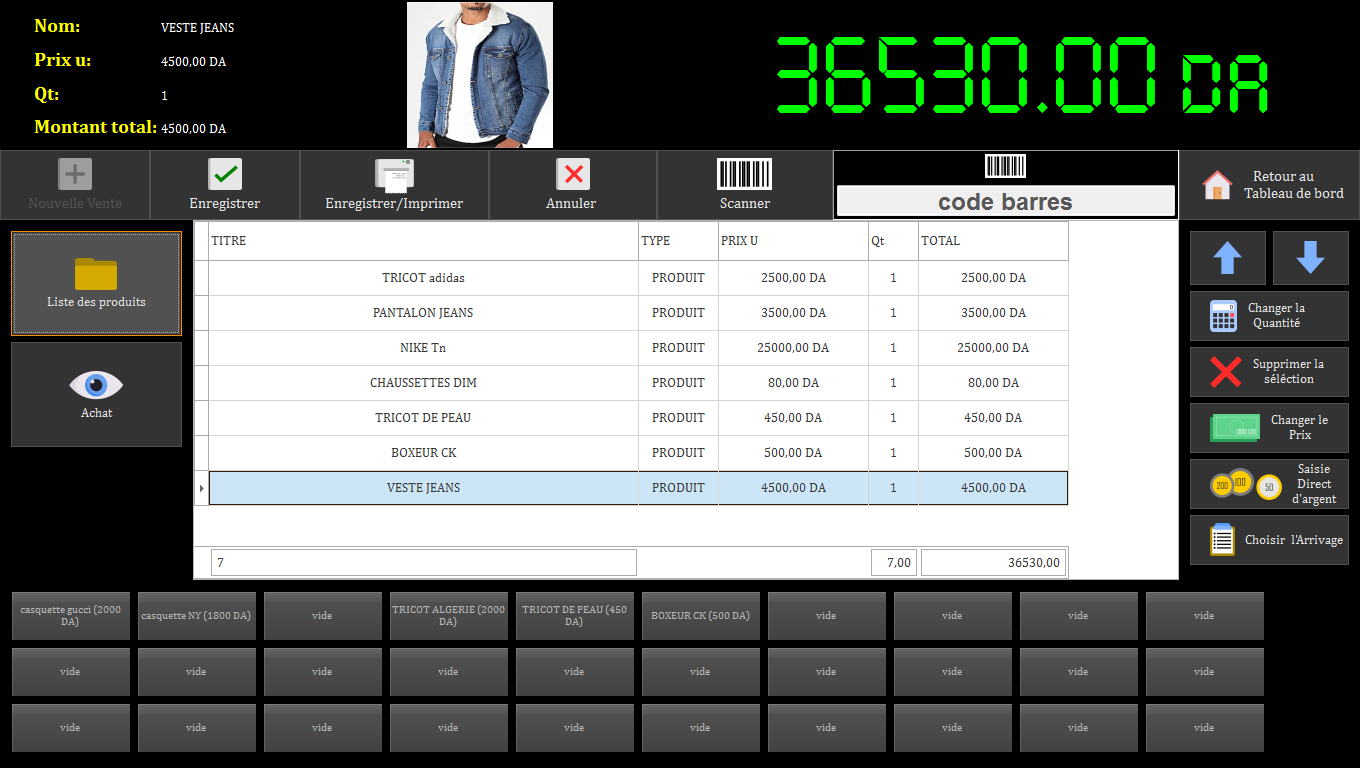 Nom: VESTE JEANS
Prix u: 4500,00 DA
Qt: 1
Montant total: 4500,00 DA
36530.00 DA
Nouvelle Vente
Enregistrer
Enregistrer/Imprimer
Annuler
Scanner
code barres
Retour au
Tableau de bord
Liste des produits
Achat
TITRE TYPE PRIX U Qt TOTAL
TRICOT adidas PRODUIT 2500,00 DA 1 2500,00 DA
PANTALON JEANS PRODUIT 3500,00 DA 1 3500,00 DA
NIKE Tn PRODUIT 25000,00 DA 1 25000,00 DA
CHAUSSETTES DIM PRODUIT 80,00 DA 1 80,00 DA
TRICOT DE PEAU PRODUIT 450,00 DA 1 450,00 DA
BOXEUR CK PRODUIT 500,00 DA 1 500,00 DA
VESTE JEANS PRODUIT 4500,00 DA 1 4500,00 DA
7 7,00 36530,00
Changer la
Quantité
Supprimer la
séléction
Changer le
Prix
200 100 50
Saisie
Direct
d'argent
Choisir l'Arrivage
casquette gucci (2000
DA)
casquette NY (1800 DA)
vide
TRICOT ALGERIE (2000
DA)
TRICOT DE PEAU (450
DA)
BOXEUR CK (500 DA)
vide
vide
vide
vide
vide vide vide vide vide vide vide vide vide vide
vide vide vide vide vide vide vide vide vide vide